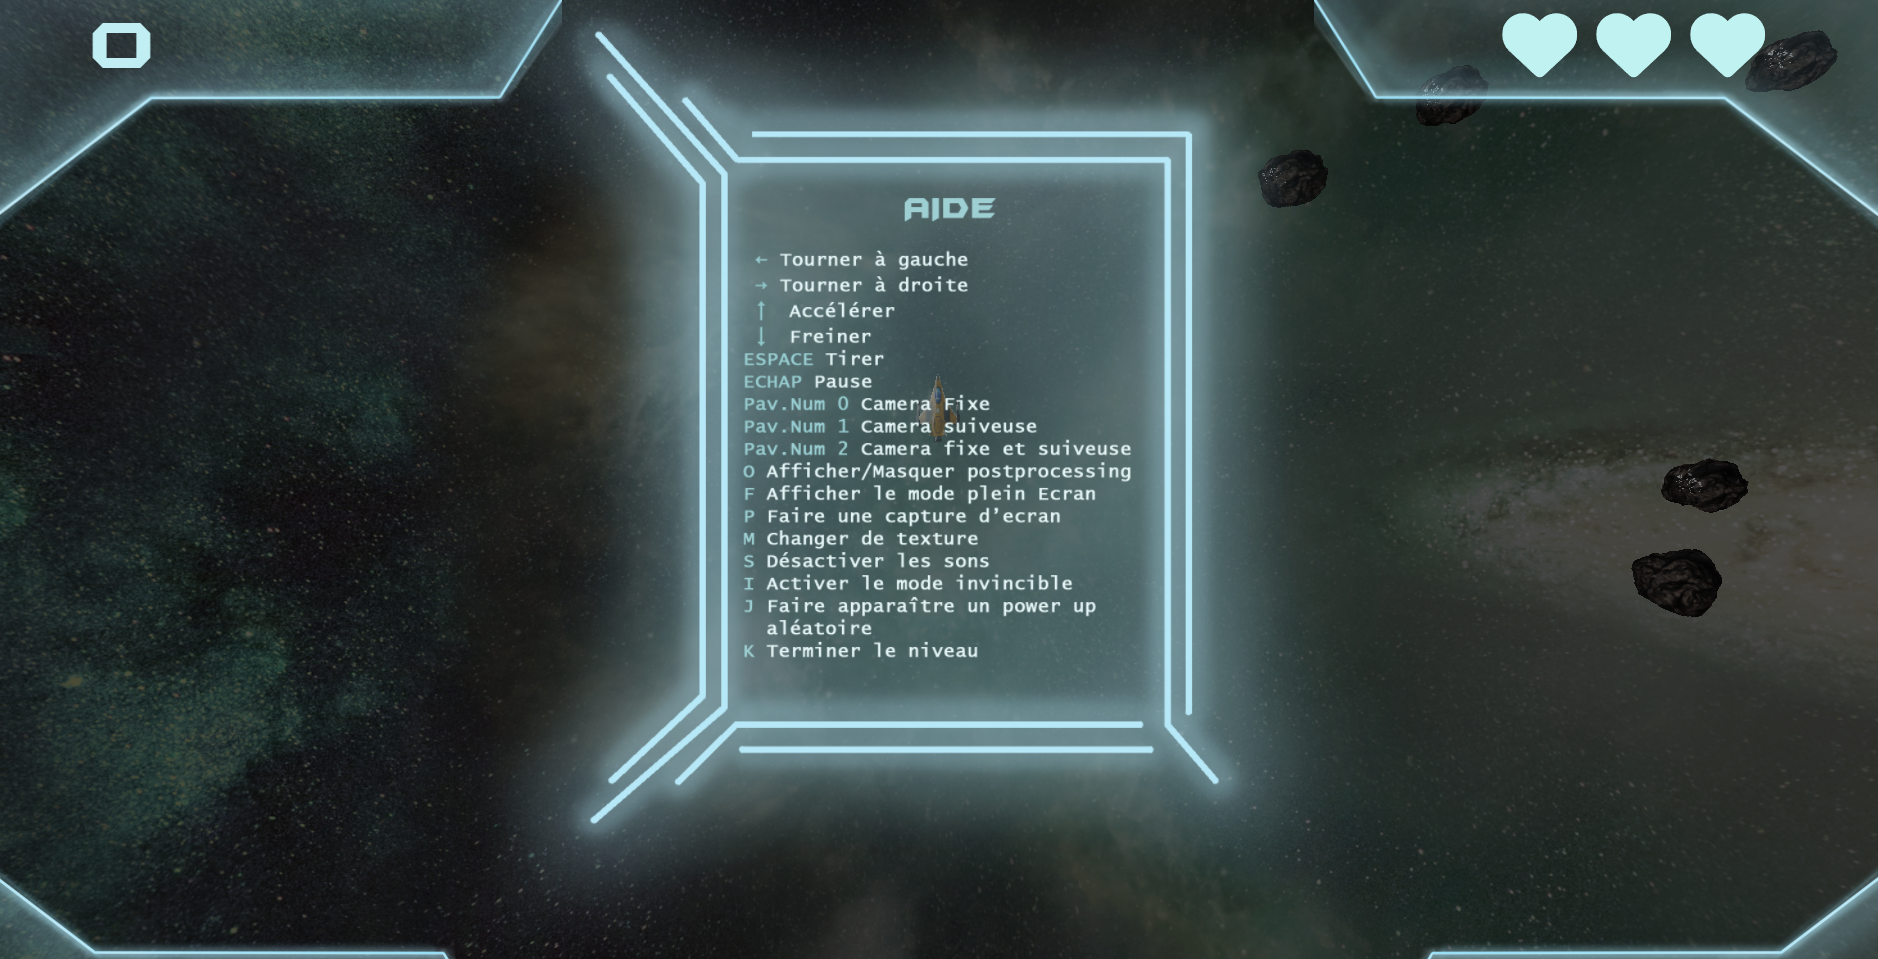 0
AIDE
← Tourner à gauche
→ Tourner à droite
↑ Accélérer
↓ Freiner
ESPACE Tirer
ECHAP Pause
Pav.Num 0 Camera Fixe
Pav.Num 1 Camera suiveuse
Pav.Num 2 Camera fixe et suiveuse
O Afficher/Masquer postprocessing
F Afficher le mode plein Ecran
P Faire une capture d’ecran
M Changer de texture
S Désactiver les sons
I Activer le mode invincible
J Faire apparaître un power up
aléatoire
K Terminer le niveau